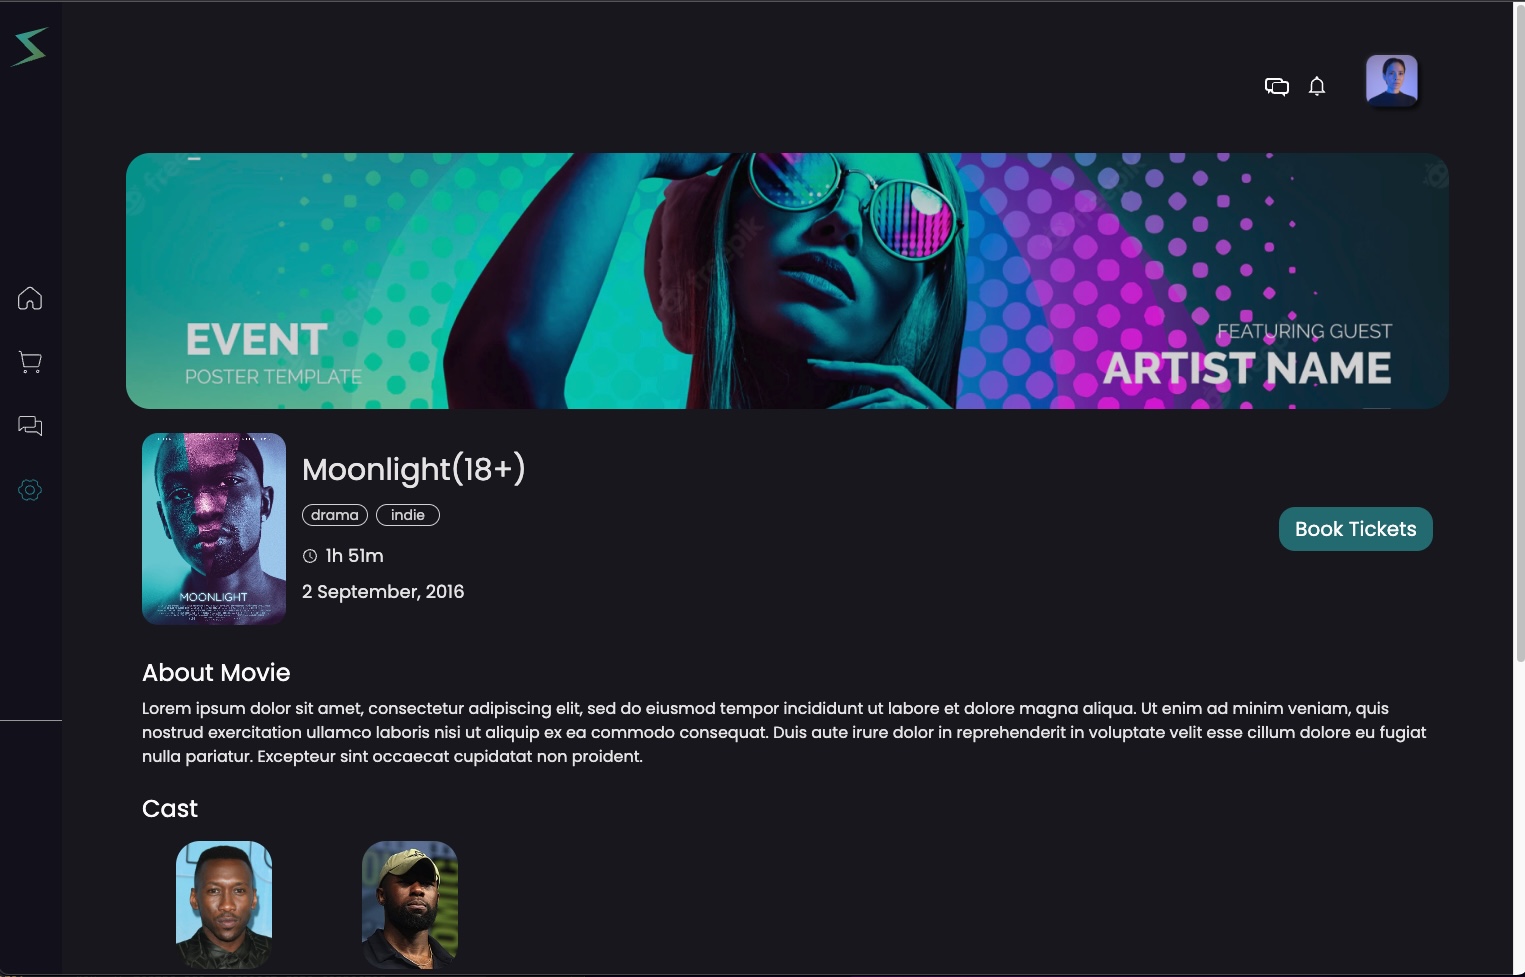 EVENT
POSTER TEMPLATE
FEATURING GUEST
ARTIST NAME
freepik
MOONLIGHT
Moonlight(18+)
drama indie
1h 51m
2 September, 2016
Book Tickets
About Movie
Lorem ipsum dolor sit amet, consectetur adipiscing elit, sed do eiusmod tempor incididunt ut labore et dolore magna aliqua. Ut enim ad minim veniam, quis
nostrud exercitation ullamco laboris nisi ut aliquip ex ea commodo consequat. Duis aute irure dolor in reprehenderit in voluptate velit esse cillum dolore eu fugiat
nulla pariatur. Excepteur sint occaecat cupidatat non proident.
Cast